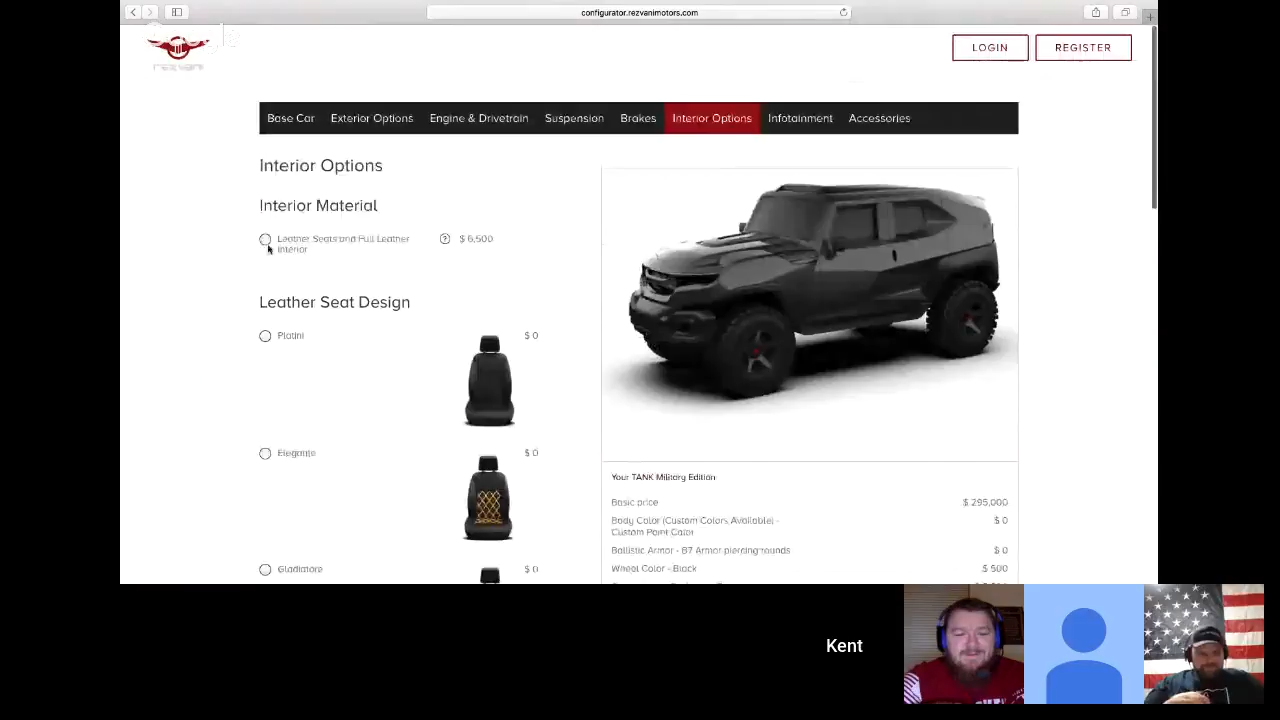 configurator.rezvanimotors.com
LOGIN
REGISTER
Base Car
Exterior Options
Engine & Drivetrain
Suspension
Brakes
Interior Options
Infotainment
Accessories
Interior Options
Interior Material
Leather Seats and Full Leather
Interior
$ 6,500
Leather Seat Design
Platini
$ 0
Elegante
$ 0
Gladiatore
$ 0
Your TANK Military Edition
Basic price
$ 295,000
Body Color (Custom Colors Available) -
Custom Paint Color
$ 0
Ballistic Armor - B7 Armor-piercing rounds
$ 0
Wheel Color - Black
$ 500
Kent